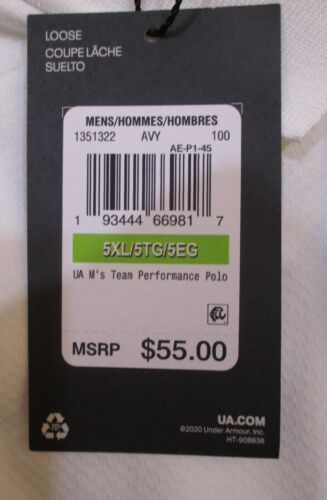 LOOSE
COUPE LÂCHE
SUELTO
MENS/HOMMES/HOMBRES
1351322 AVY 100
AE-P1-45
1 93444 66981 7
5XL/5TG/5EG
UA M's Team Performance Polo
MSRP $55.00
70%
UA.COM
©2020 Under Armour, Inc.
HT-908836